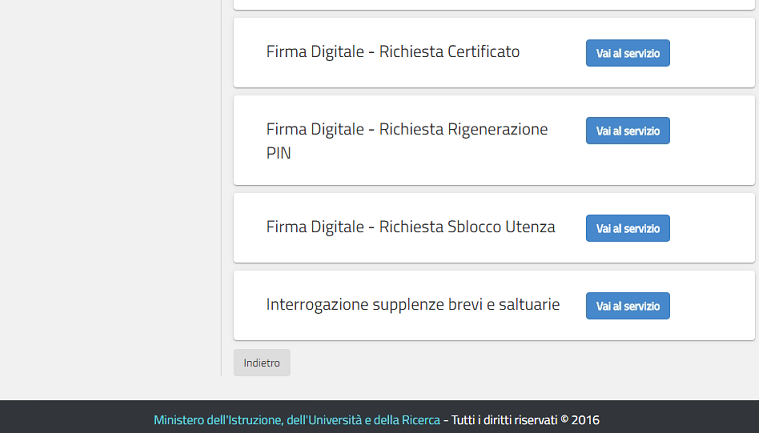 Firma Digitale - Richiesta Certificato
Vai al servizio
Firma Digitale - Richiesta Rigenerazione
PIN
Vai al servizio
Firma Digitale - Richiesta Sblocco Utenza
Vai al servizio
Interrogazione supplenze brevi e saltuarie
Vai al servizio
Indietro
Ministero dell'Istruzione, dell'Università e della Ricerca - Tutti i diritti riservati © 2016